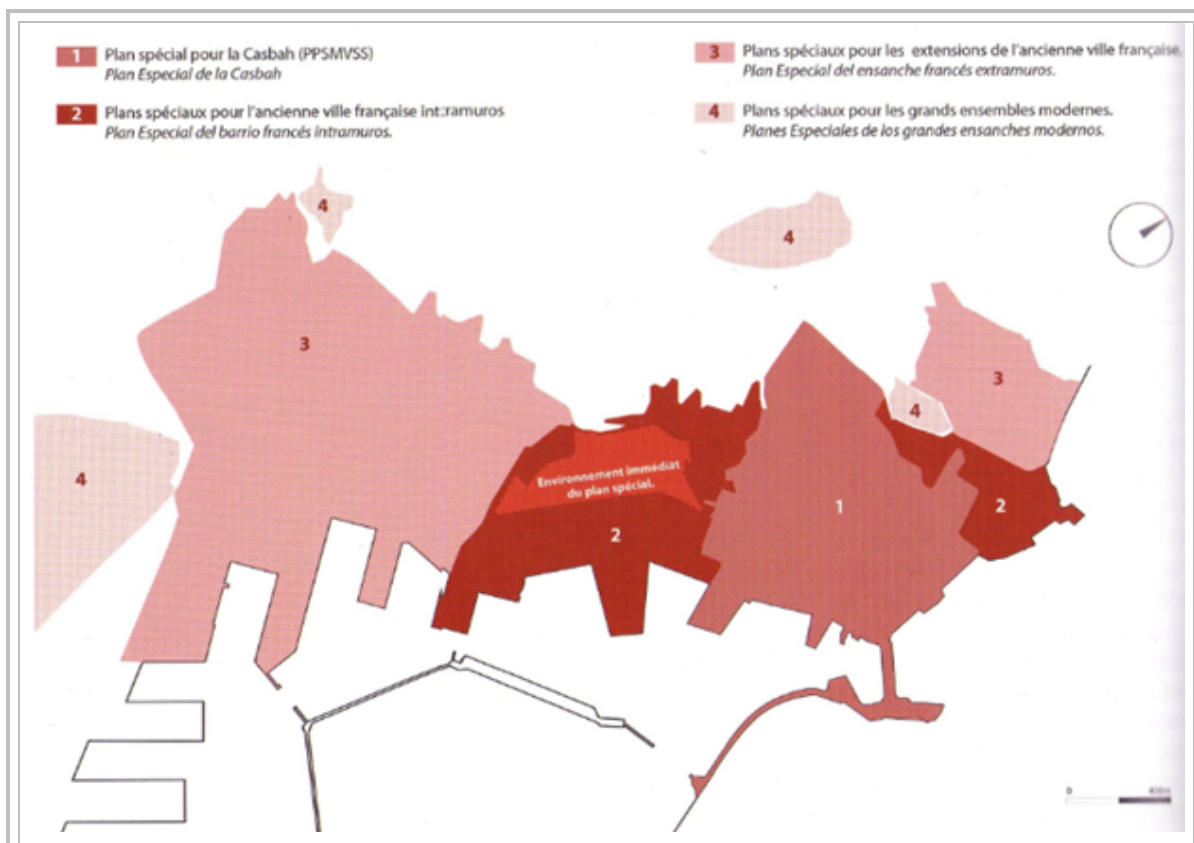 1 Plan spécial pour la Casbah (PPSMVSS)
Plan Especial de la Casbah
2 Plans spéciaux pour l'ancienne ville française intramuros
Plan Especial del barrio francés intramuros.
3 Plans spéciaux pour les extensions de l'ancienne ville française.
Plan Especial del ensanche francés extramuros.
4 Plans spéciaux pour les grands ensembles modernes.
Planes Especiales de los grandes ensanches modernos.
4
4
3
3
4
4
Environnement immédiat
du plan spécial.
1
2
2
0